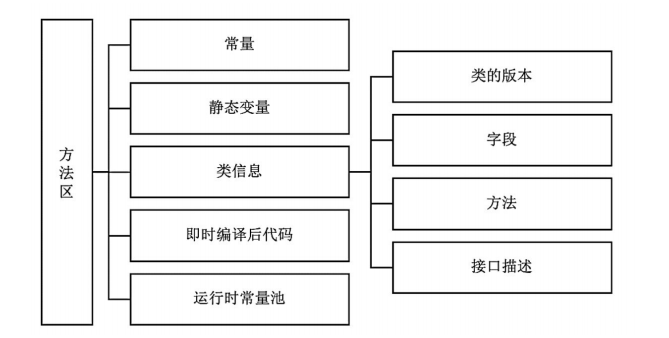 方法区
常量
静态变量
类信息
即时编译后代码
运行时常量池
类的版本
字段
方法
接口描述